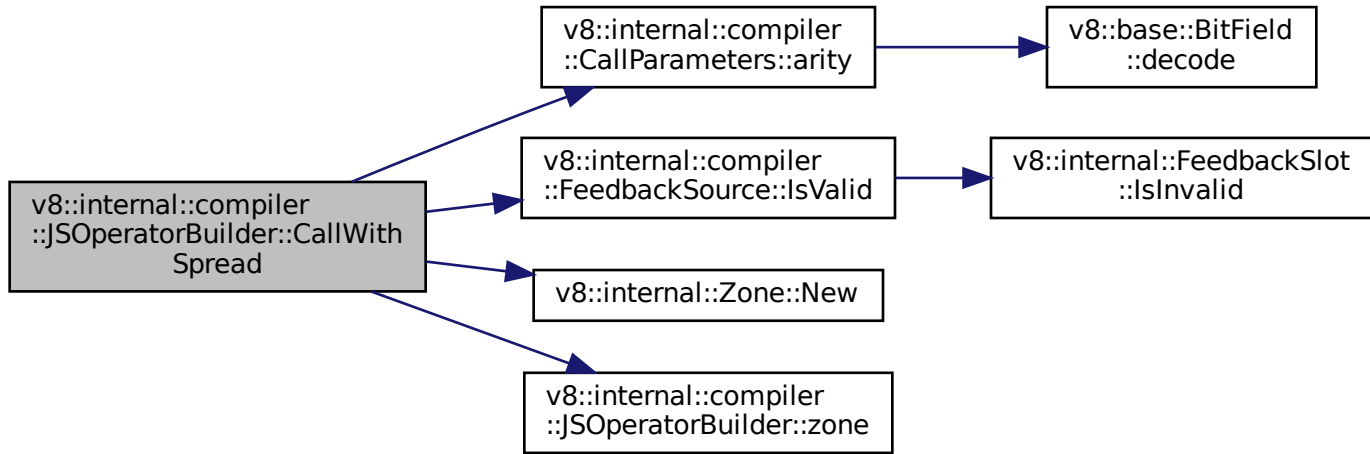 v8::internal::compiler
::JSOperatorBuilder::CallWith
Spread
v8::internal::compiler
::CallParameters::arity
v8::base::BitField
::decode
v8::internal::compiler
::FeedbackSource::IsValid
v8::internal::FeedbackSlot
::IsInvalid
v8::internal::Zone::New
v8::internal::compiler
::JSOperatorBuilder::zone